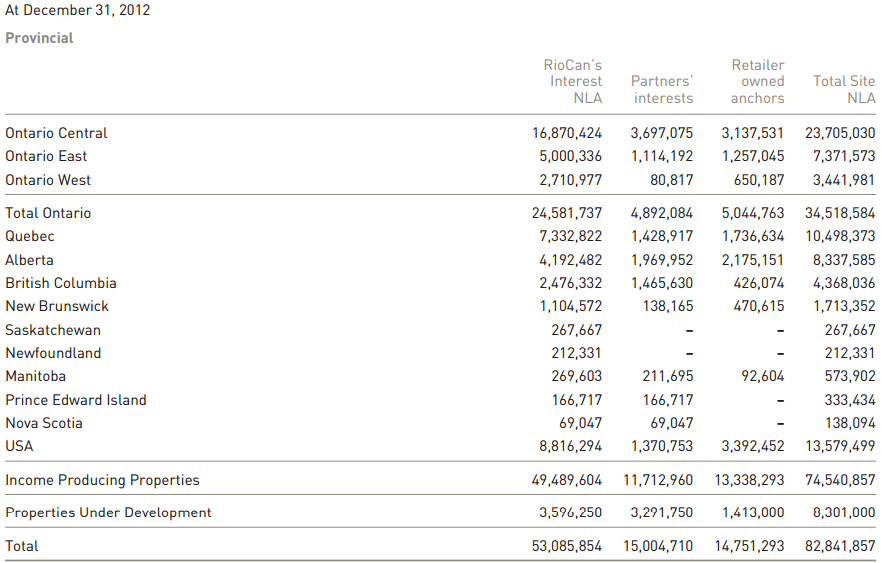 At December 31, 2012
Provincial
RioCan's Interest NLA Partners' interests Retailer owned anchors Total Site NLA
Ontario Central 16,870,424 3,697,075 3,137,531 23,705,030
Ontario East 5,000,336 1,114,192 1,257,045 7,371,573
Ontario West 2,710,977 80,817 650,187 3,441,981
Total Ontario 24,581,737 4,892,084 5,044,763 34,518,584
Quebec 7,332,822 1,428,917 1,736,634 10,498,373
Alberta 4,192,482 1,969,952 2,175,151 8,337,585
British Columbia 2,476,332 1,465,630 426,074 4,368,036
New Brunswick 1,104,572 138,165 470,615 1,713,352
Saskatchewan 267,667 – – 267,667
Newfoundland 212,331 – – 212,331
Manitoba 269,603 211,695 92,604 573,902
Prince Edward Island 166,717 166,717 – 333,434
Nova Scotia 69,047 69,047 – 138,094
USA 8,816,294 1,370,753 3,392,452 13,579,499
Income Producing Properties 49,489,604 11,712,960 13,338,293 74,540,857
Properties Under Development 3,596,250 3,291,750 1,413,000 8,301,000
Total 53,085,854 15,004,710 14,751,293 82,841,857